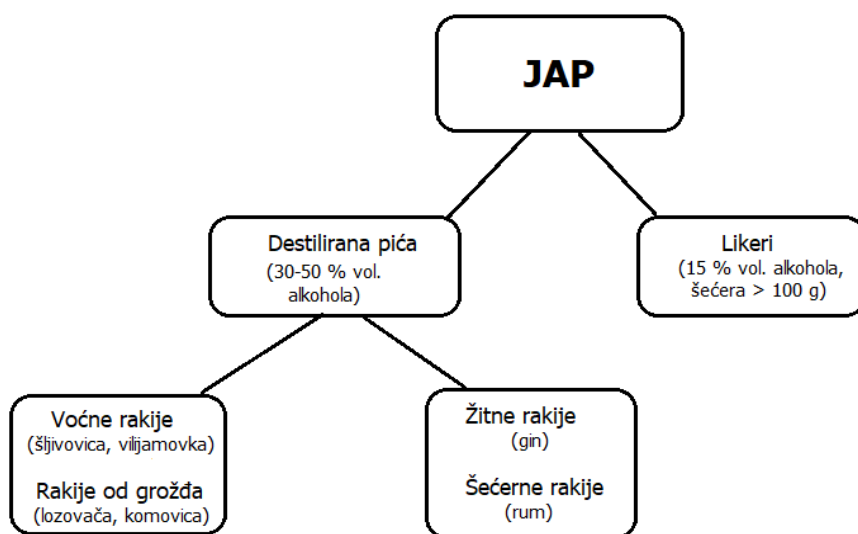 JAP
Destilirana pića
(30-50 % vol.
alkohola)
Likeri
(15 % vol. alkohola,
šećera > 100 g)
Voćne rakije
(šljivovica, vilijamovka)
Rakije od grožđa
(lozovača, komovica)
Žitne rakije
(gin)
Šećerne rakije
(rum)